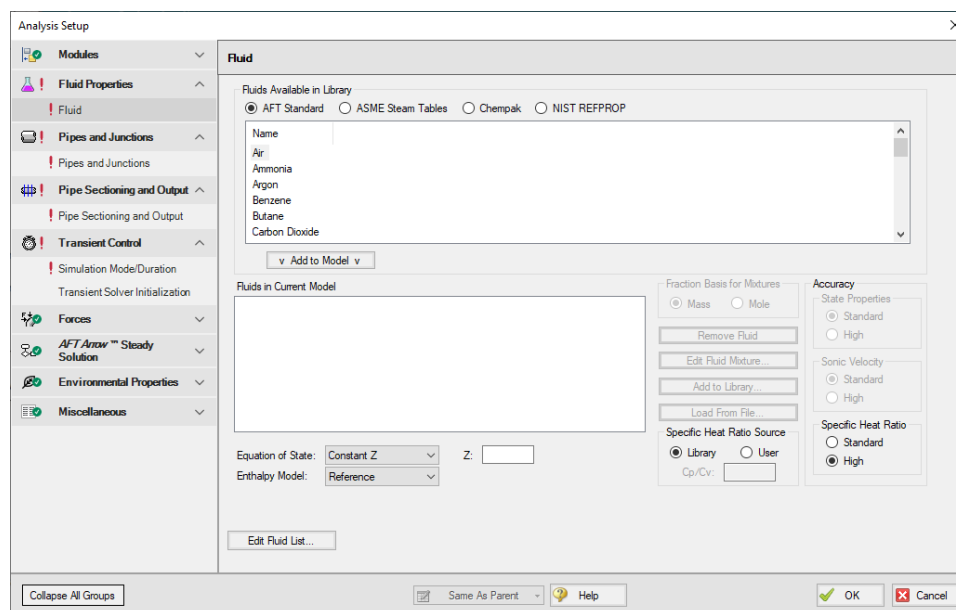 Analysis Setup
Modules
Fluid Properties
Fluid
Pipes and Junctions
Pipes and Junctions
Pipe Sectioning and Output
Pipe Sectioning and Output
Transient Control
Simulation Mode/Duration
Transient Solver Initialization
Forces
AFT Arrow™ Steady
Solution
Environmental Properties
Miscellaneous
Collapse All Groups
Fluid
Fluids Available in Library
AFT Standard ASME Steam Tables Chempak NIST REFPROP
Name
Air
Ammonia
Argon
Benzene
Butane
Carbon Dioxide
v Add to Model v
Fluids in Current Model
Fraction Basis for Mixtures
Mass Mole
Remove Fluid
Edit Fluid Mixture...
Add to Library...
Load From File...
Specific Heat Ratio Source
Library User
Cp/Cv:
Accuracy
State Properties
Standard
High
Sonic Velocity
Standard
High
Specific Heat Ratio
Standard
High
Equation of State: Constant Z Z:
Enthalpy Model: Reference
Edit Fluid List...
Same As Parent
Help
OK
Cancel